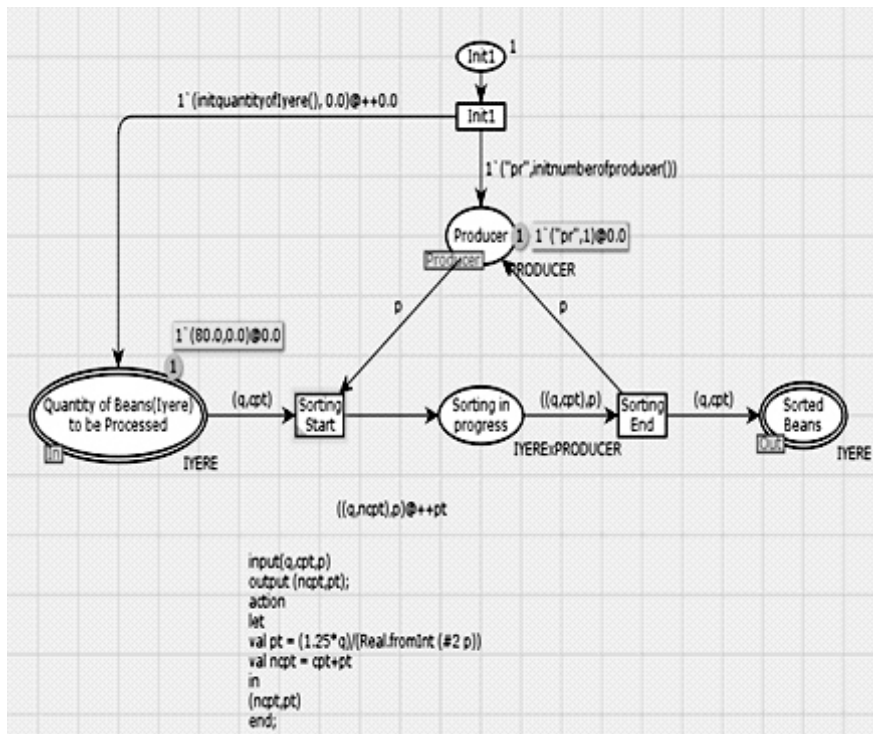 Init1
1
1`(initquantityofIyere(), 0.0)@++0.0
Init1
1`("pr",initnumberofproducer())
Producer
1
1`("pr",1)@0.0
Producer
PRODUCER
p
p
1`(80.0,0.0)@0.0
1
Quantity of Beans(Iyere)
to be Processed
In
IYERE
(q,cpt)
Sorting
Start
Sorting in
progress
((q,cpt),p)
IYERExPRODUCER
Sorting
End
(q,cpt)
Sorted
Beans
Out
IYERE
((q,ncpt),p)@++pt
input(q,cpt,p)
output (ncpt,pt);
action
let
val pt = (1.25*q)/(Real.fromInt (#2 p))
val ncpt = cpt+pt
in
(ncpt,pt)
end;